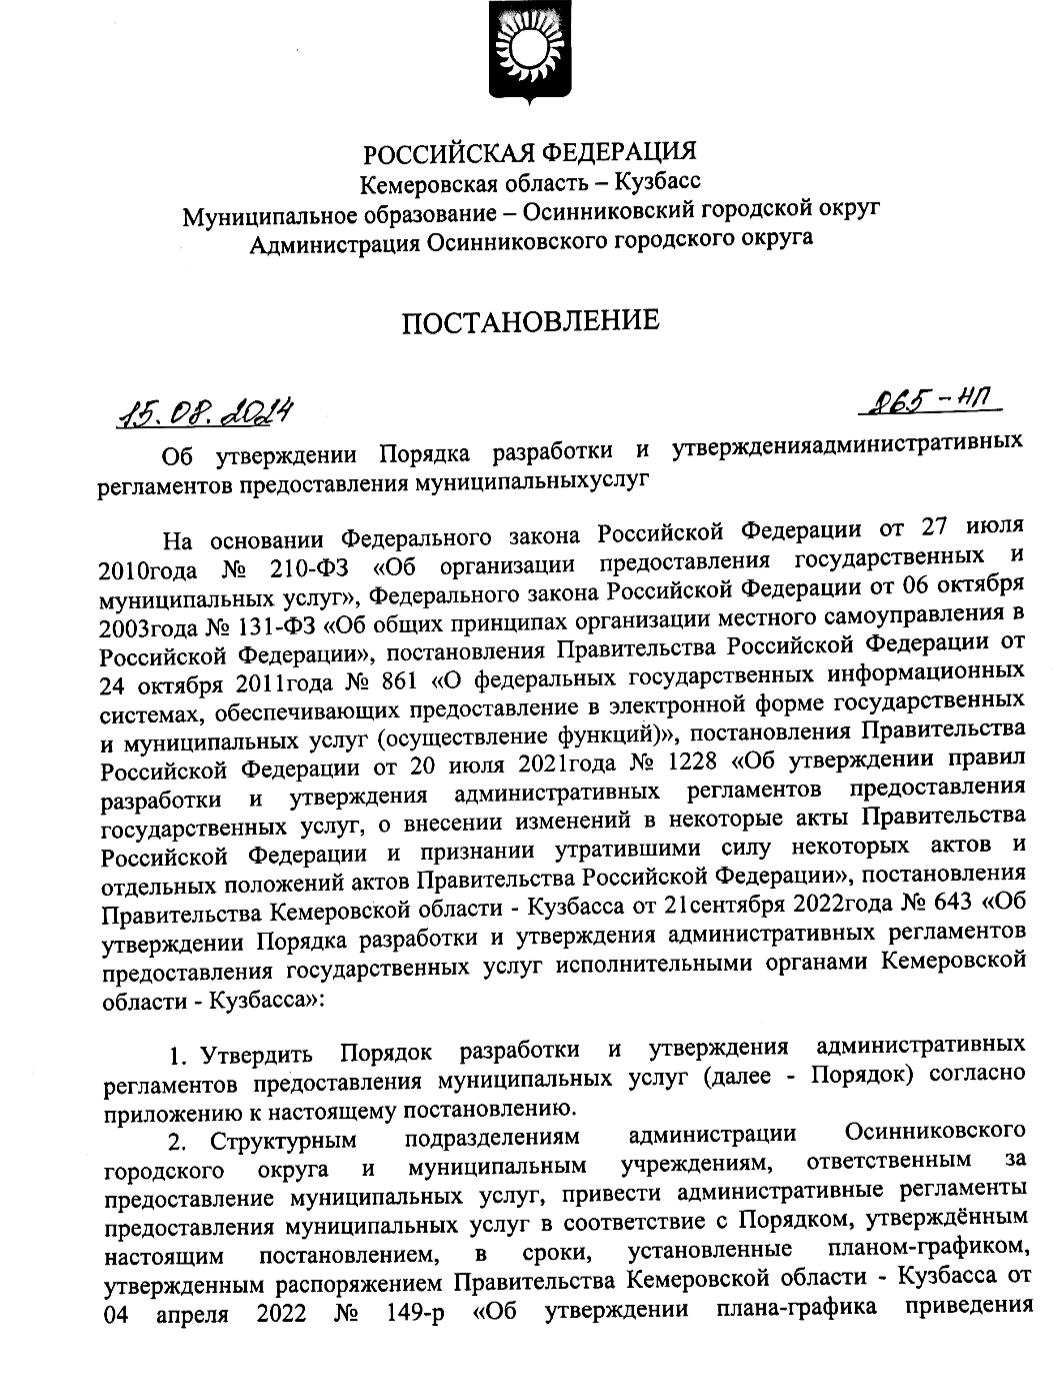 РОССИЙСКАЯ ФЕДЕРАЦИЯ
Кемеровская область – Кузбасс
Муниципальное образование – Осинниковский городской округ
Администрация Осинниковского городского округа
ПОСТАНОВЛЕНИЕ
15.08.2024 865-НП
Об утверждении Порядка разработки и утвержденияадминистративных
регламентов предоставления муниципальныхуслуг
На основании Федерального закона Российской Федерации от 27 июля
2010года № 210-ФЗ «Об организации предоставления государственных и
муниципальных услуг», Федерального закона Российской Федерации от 06 октября
2003года № 131-ФЗ «Об общих принципах организации местного самоуправления в
Российской Федерации», постановления Правительства Российской Федерации от
24 октября 2011года № 861 «О федеральных государственных информационных
системах, обеспечивающих предоставление в электронной форме государственных
и муниципальных услуг (осуществление функций)», постановления Правительства
Российской Федерации от 20 июля 2021года № 1228 «Об утверждении правил
разработки и утверждения административных регламентов предоставления
государственных услуг, о внесении изменений в некоторые акты Правительства
Российской Федерации и признании утратившими силу некоторых актов и
отдельных положений актов Правительства Российской Федерации», постановления
Правительства Кемеровской области - Кузбасса от 21сентября 2022года № 643 «Об
утверждении Порядка разработки и утверждения административных регламентов
предоставления государственных услуг исполнительными органами Кемеровской
области - Кузбасса»:
1. Утвердить Порядок разработки и утверждения административных
регламентов предоставления муниципальных услуг (далее - Порядок) согласно
приложению к настоящему постановлению.
2. Структурным подразделениям администрации Осинниковского
городского округа и муниципальным учреждениям, ответственным за
предоставление муниципальных услуг, привести административные регламенты
предоставления муниципальных услуг в соответствие с Порядком, утверждённым
настоящим постановлением, в сроки, установленные планом-графиком,
утвержденным распоряжением Правительства Кемеровской области - Кузбасса от
04 апреля 2022 № 149-р «Об утверждении плана-графика приведения